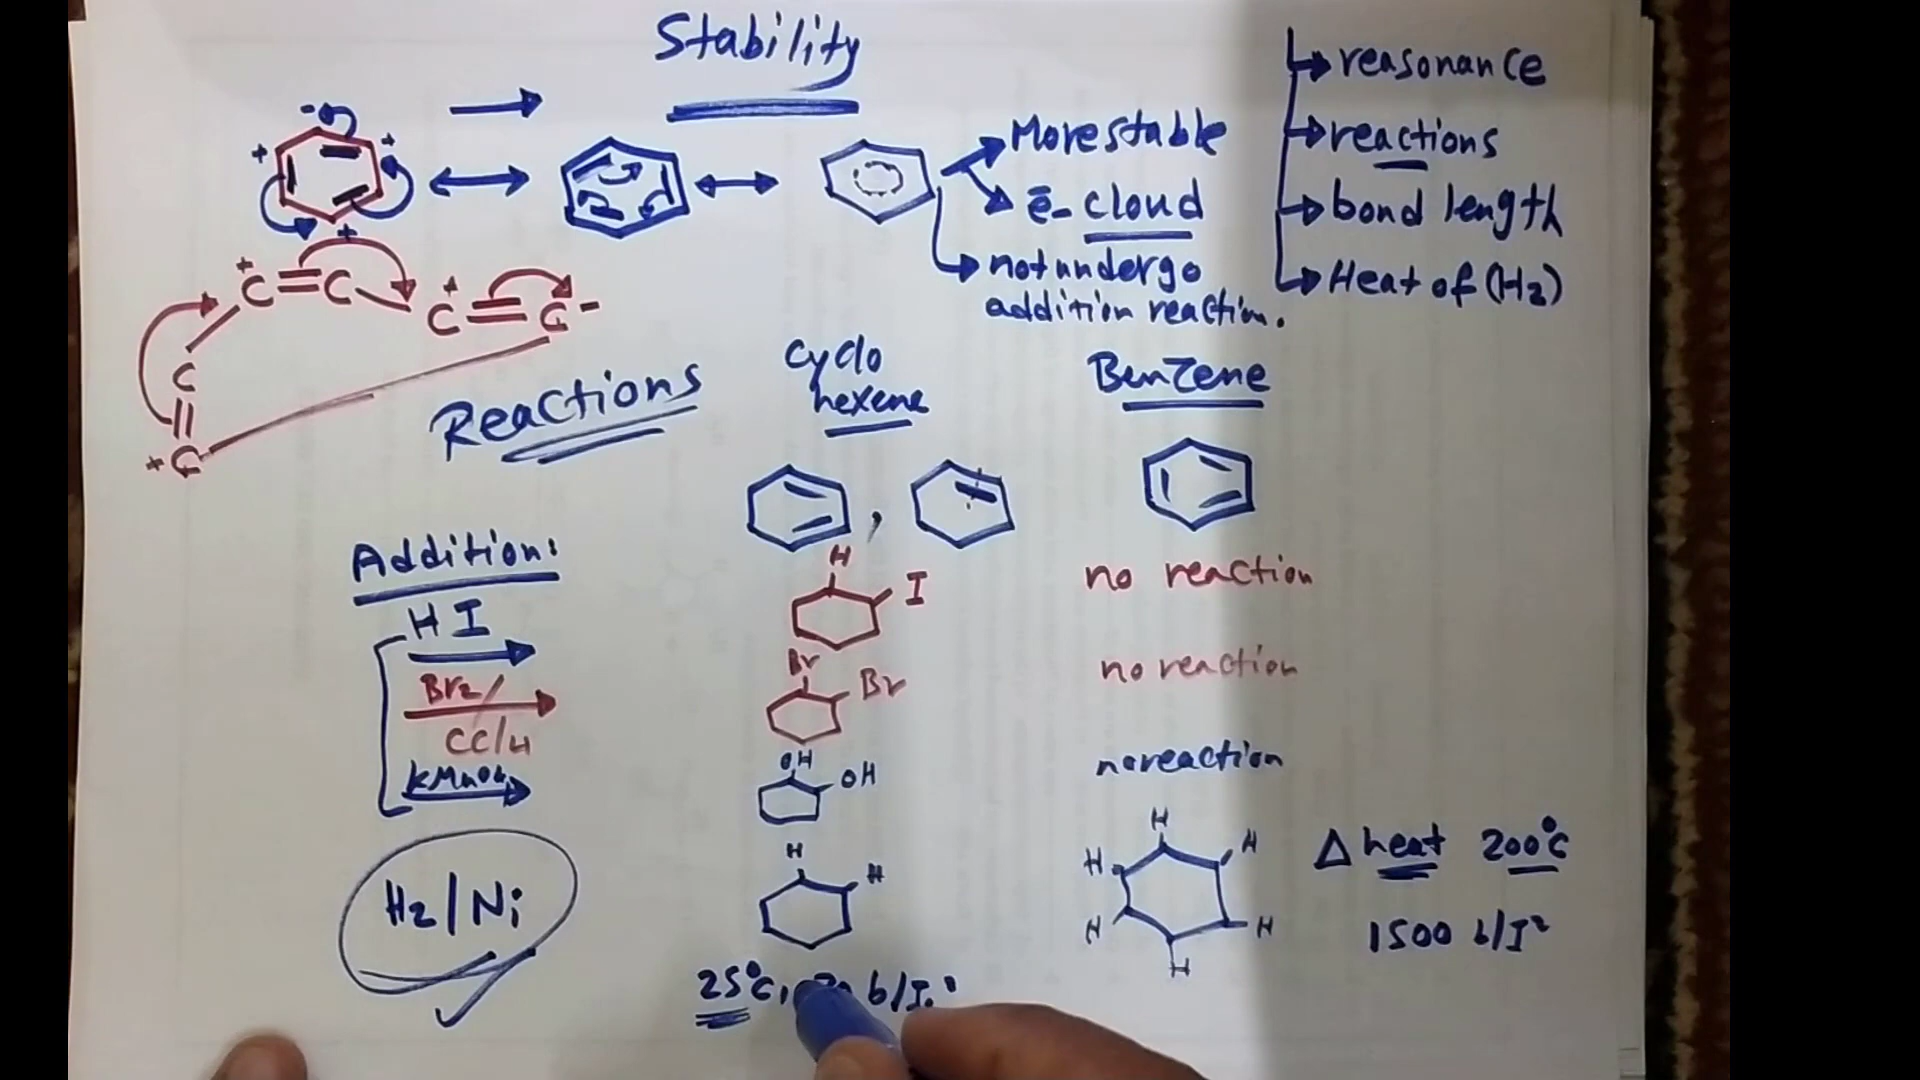 Stability
reasonance
reactions
bond length
Heat of (H2)
More stable
ē- cloud
not undergo
addition reaction.
C=C
C=C
C
C
Reactions
Cyclo
hexene
Benzene
,
Addition:
HI
H
I
no reaction
Br2/
CCl4
Br
Br
no reaction
KMnO4
OH
OH
no reaction
H2/Ni
H
H
H
H
H
H
H
H
Δ heat 200°C
1500 b/I²
25°C, b/I